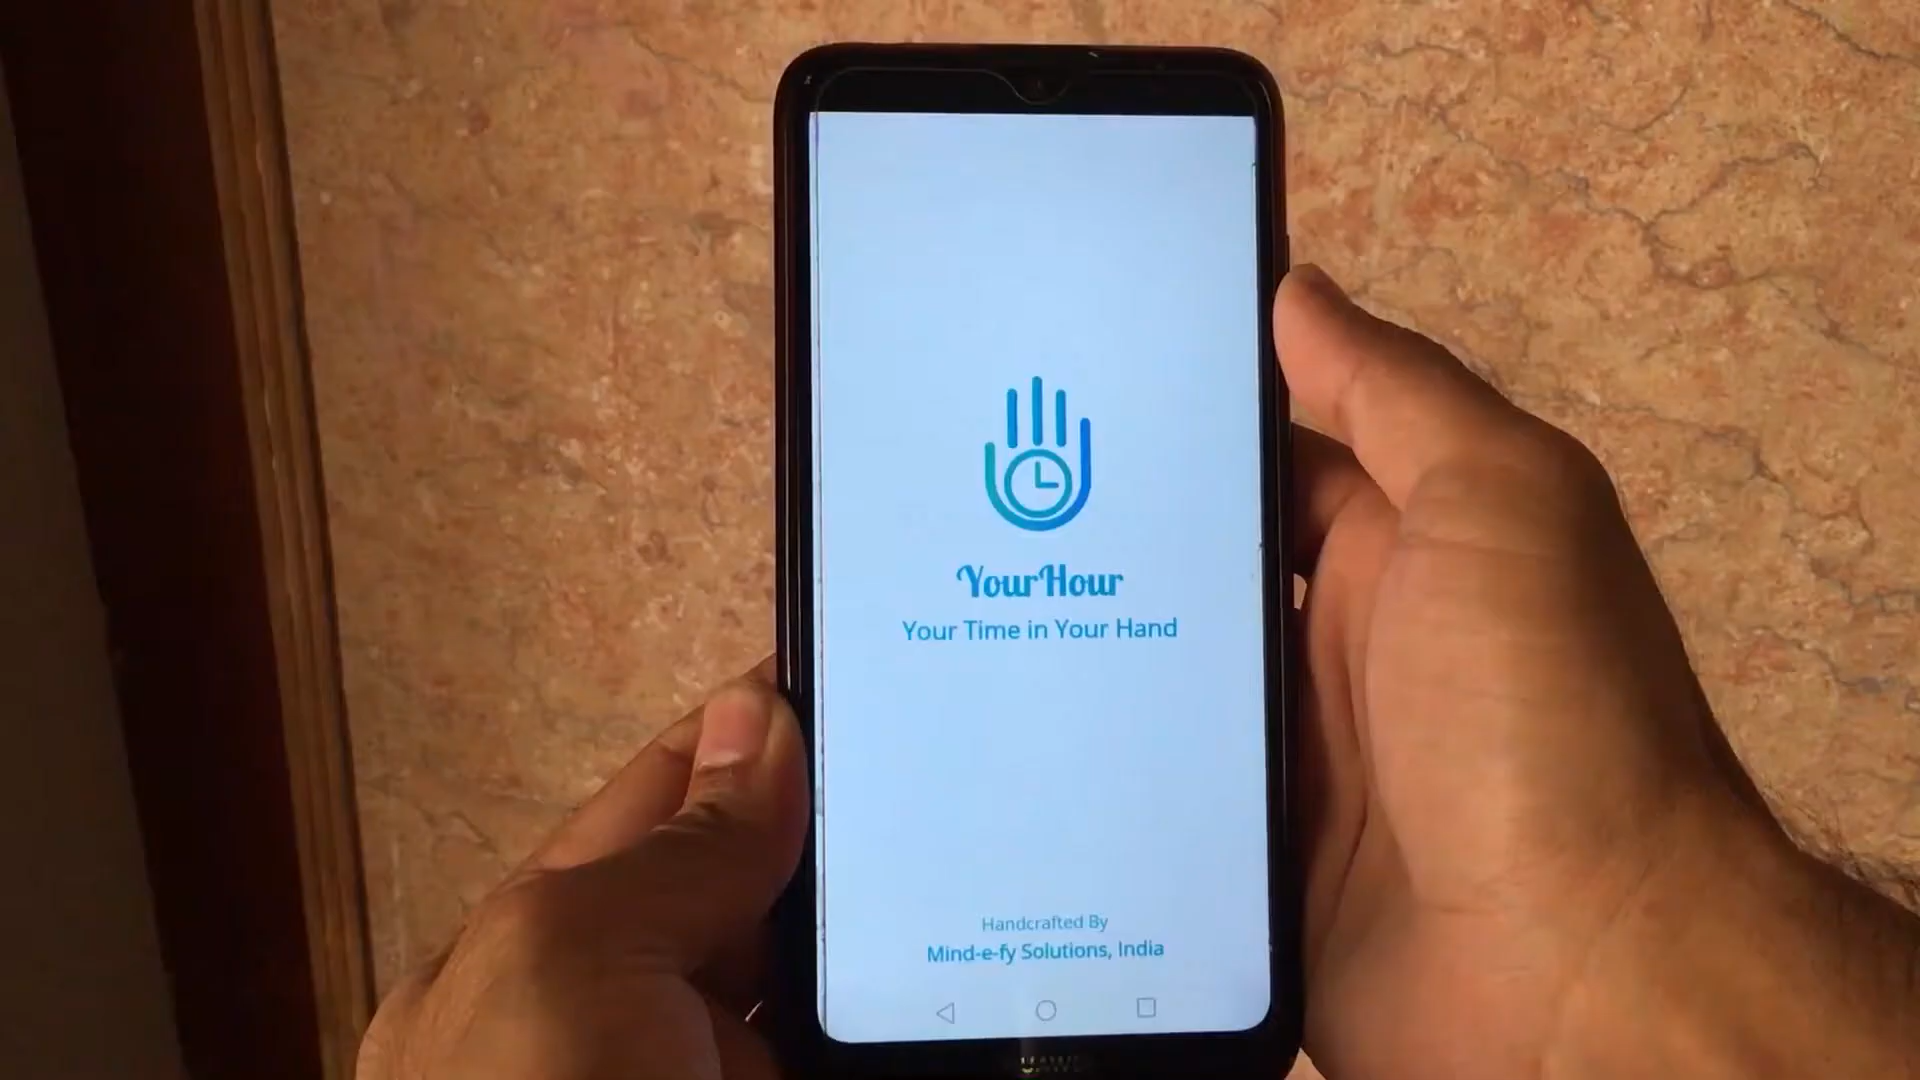 YourHour
Your Time in Your Hand
Handcrafted By
Mind-e-fy Solutions, India